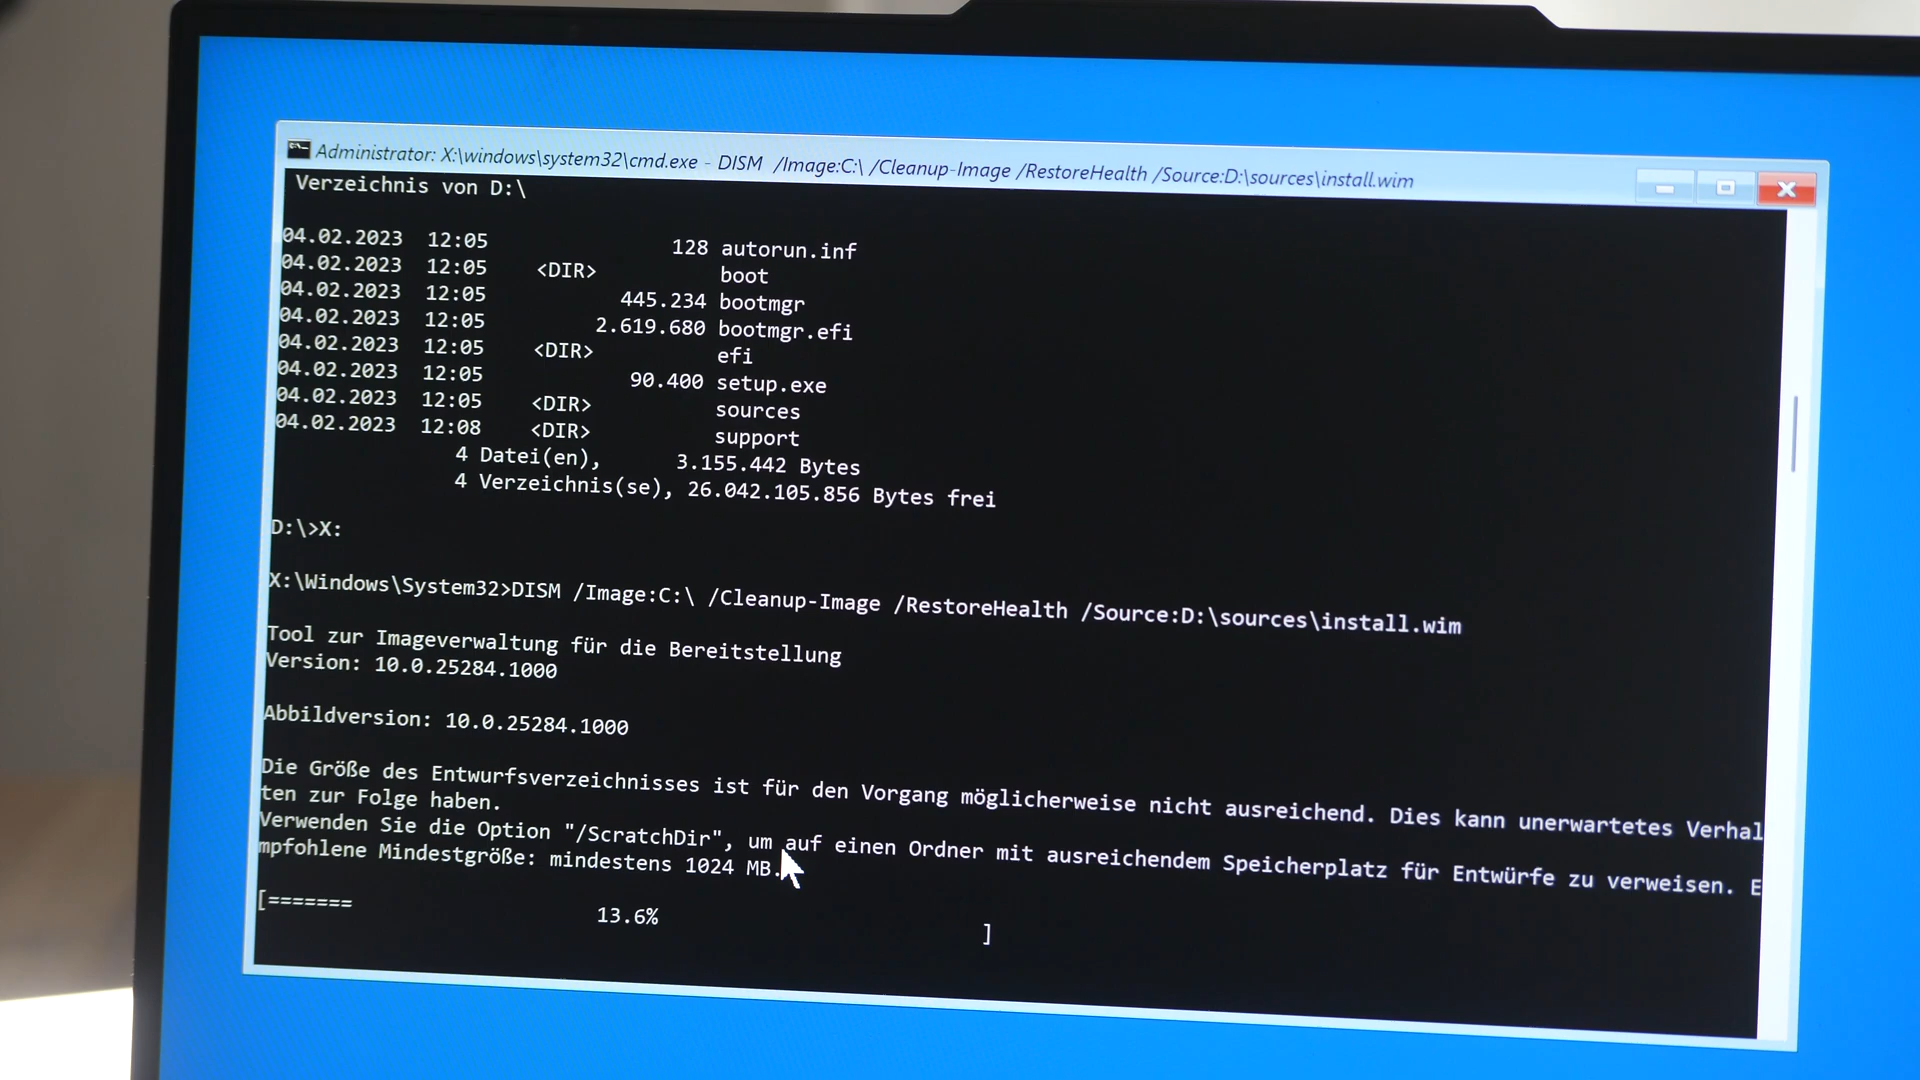 Administrator: X:\windows\system32\cmd.exe - DISM /Image:C:\ /Cleanup-Image /RestoreHealth /Source:D:\sources\install.wim
Verzeichnis von D:\
04.02.2023 12:05 128 autorun.inf
04.02.2023 12:05 <DIR> boot
04.02.2023 12:05 445.234 bootmgr
04.02.2023 12:05 2.619.680 bootmgr.efi
04.02.2023 12:05 <DIR> efi
04.02.2023 12:05 90.400 setup.exe
04.02.2023 12:05 <DIR> sources
04.02.2023 12:08 <DIR> support
4 Datei(en), 3.155.442 Bytes
4 Verzeichnis(se), 26.042.105.856 Bytes frei
D:\>X:
X:\Windows\System32>DISM /Image:C:\ /Cleanup-Image /RestoreHealth /Source:D:\sources\install.wim
Tool zur Imageverwaltung für die Bereitstellung
Version: 10.0.25284.1000
Abbildversion: 10.0.25284.1000
Die Größe des Entwurfsverzeichnisses ist für den Vorgang möglicherweise nicht ausreichend. Dies kann unerwartetes Verhal
ten zur Folge haben.
Verwenden Sie die Option "/ScratchDir", um auf einen Ordner mit ausreichendem Speicherplatz für Entwürfe zu verweisen. E
mpfohlene Mindestgröße: mindestens 1024 MB.
[======= 13.6% ]